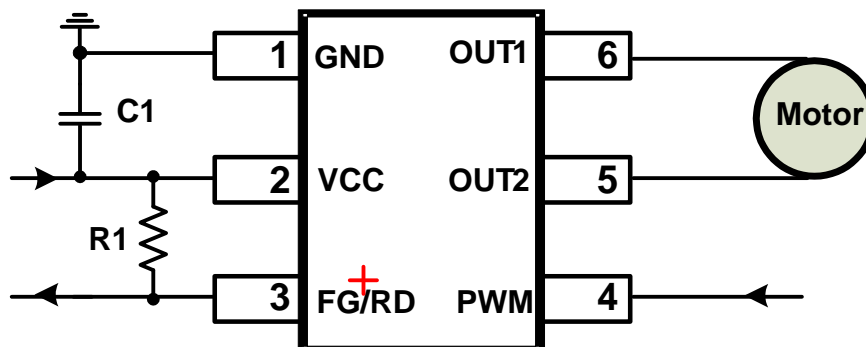 1 GND OUT1 6
C1
Motor
2 VCC OUT2 5
R1
3 FG/RD PWM 4